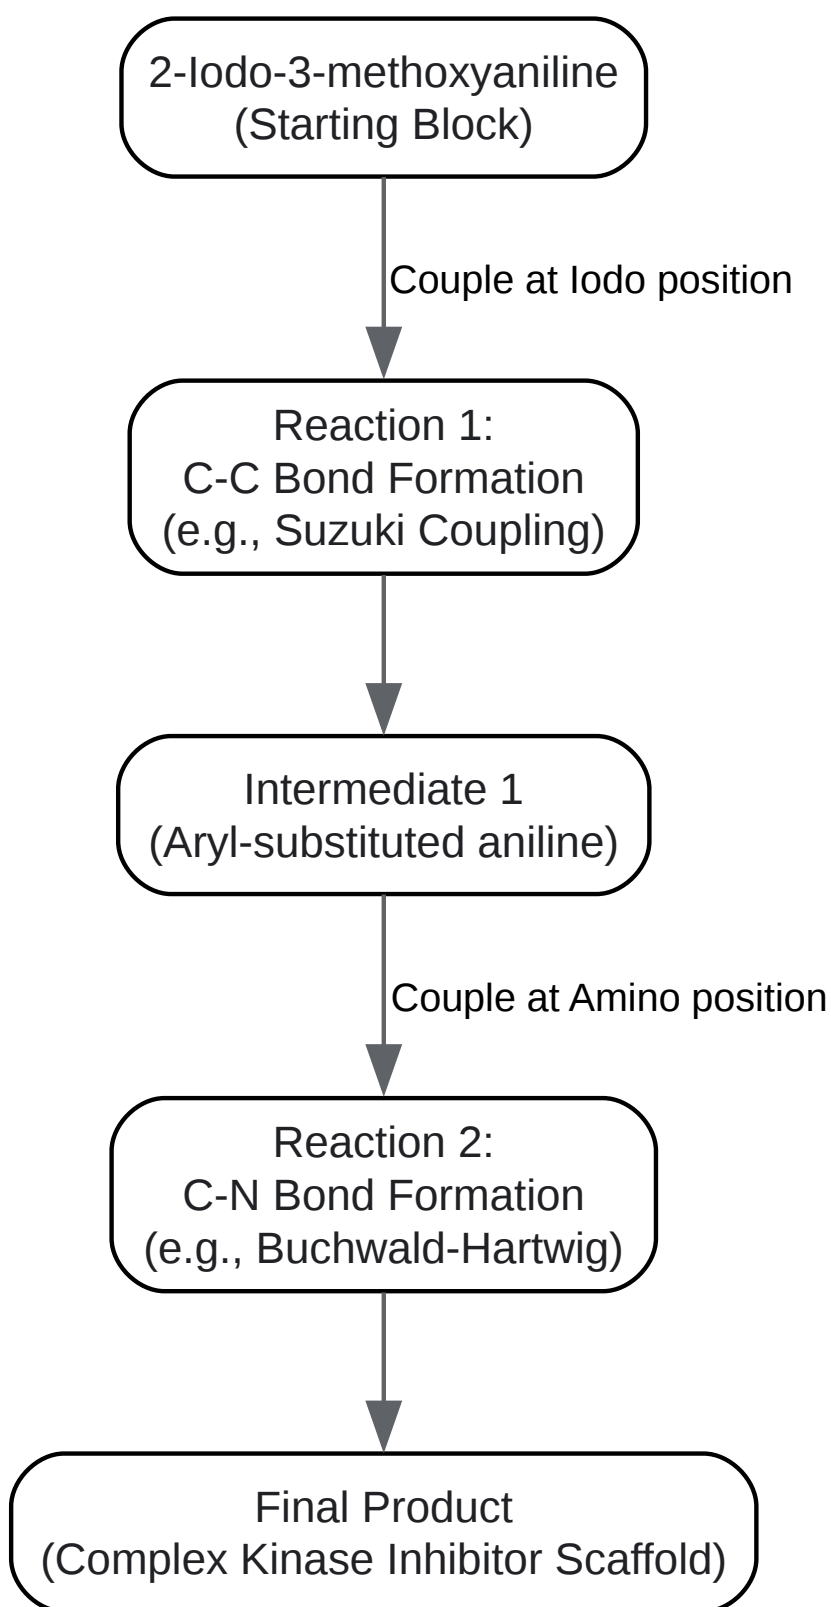 2-Iodo-3-methoxyaniline
(Starting Block)
Couple at Iodo position
Reaction 1:
C-C Bond Formation
(e.g., Suzuki Coupling)
Intermediate 1
(Aryl-substituted aniline)
Couple at Amino position
Reaction 2:
C-N Bond Formation
(e.g., Buchwald-Hartwig)
Final Product
(Complex Kinase Inhibitor Scaffold)